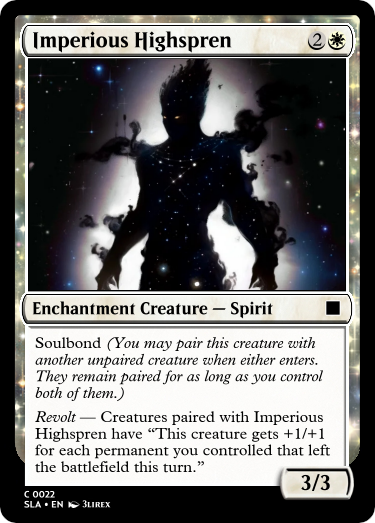 Imperious Highspren 2
Enchantment Creature — Spirit
Soulbond (You may pair this creature with
another unpaired creature when either enters.
They remain paired for as long as you control
both of them.)
Revolt — Creatures paired with Imperious
Highspren have “This creature gets +1/+1
for each permanent you controlled that left
the battlefield this turn.”
3/3
C 0022
SLA • EN 3LIREX